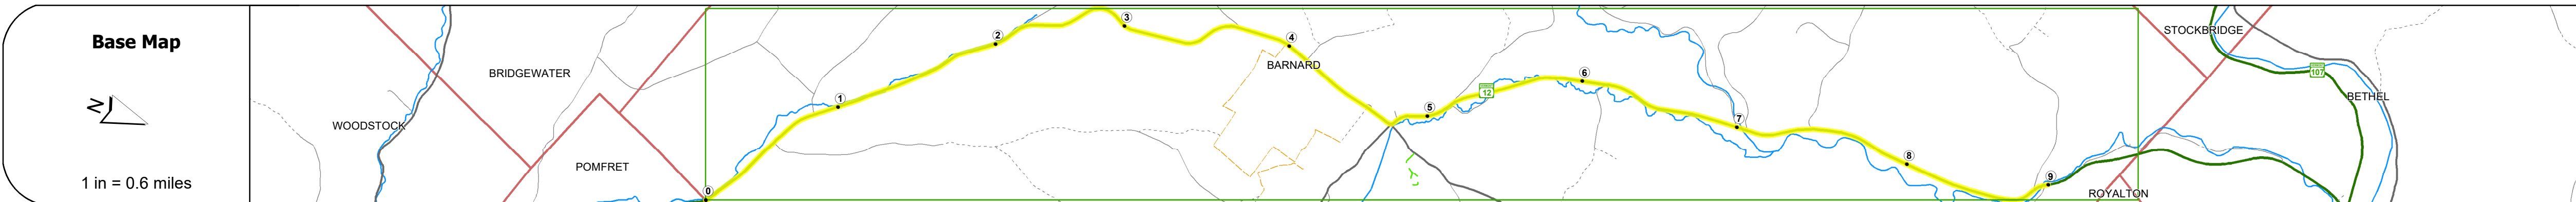 Base Map
N
1 in = 0.6 miles
WOODSTOCK
BRIDGEWATER
POMFRET
0
1
2
3
4
BARNARD
5
12
6
7
8
9
ROYALTON
STOCKBRIDGE
107
BETHEL